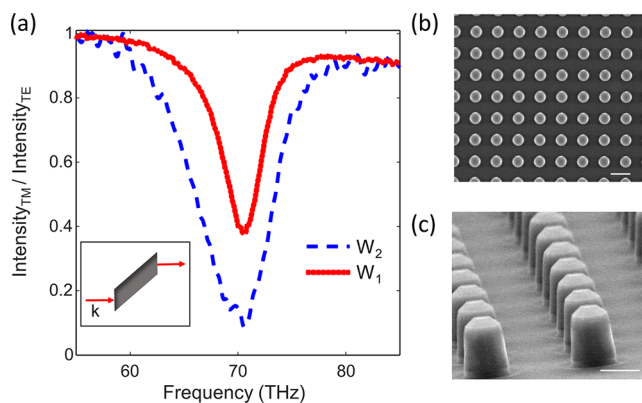 (a)
1
0.8
0.6
0.4
0.2
0
60
70
80
Intensity_TM / Intensity_TE
Frequency (THz)
W_2
W_1
k
(b)
(c)